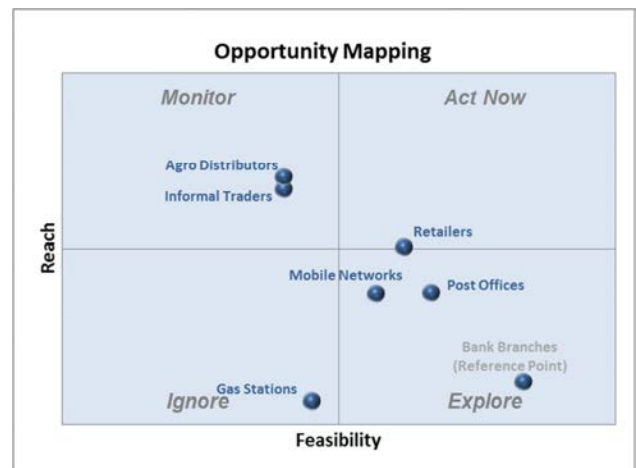 Opportunity Mapping
Monitor
Act Now
Agro Distributors
Informal Traders
Retailers
Reach
Mobile Networks
Post Offices
Bank Branches
(Reference Point)
Gas Stations
Ignore
Explore
Feasibility